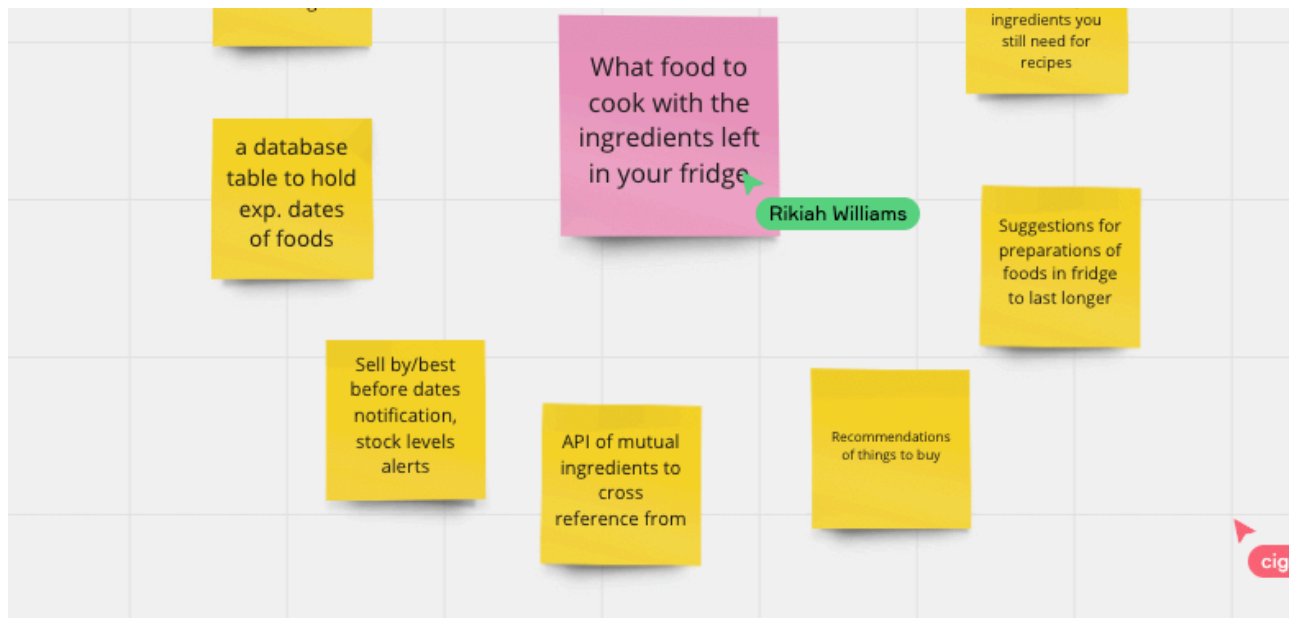 ingredients you
still need for
recipes
What food to
cook with the
ingredients left
in your fridge
Rikiah Williams
a database
table to hold
exp. dates
of foods
Suggestions for
preparations of
foods in fridge
to last longer
Sell by/best
before dates
notification,
stock levels
alerts
API of mutual
ingredients to
cross
reference from
Recommendations
of things to buy
cig